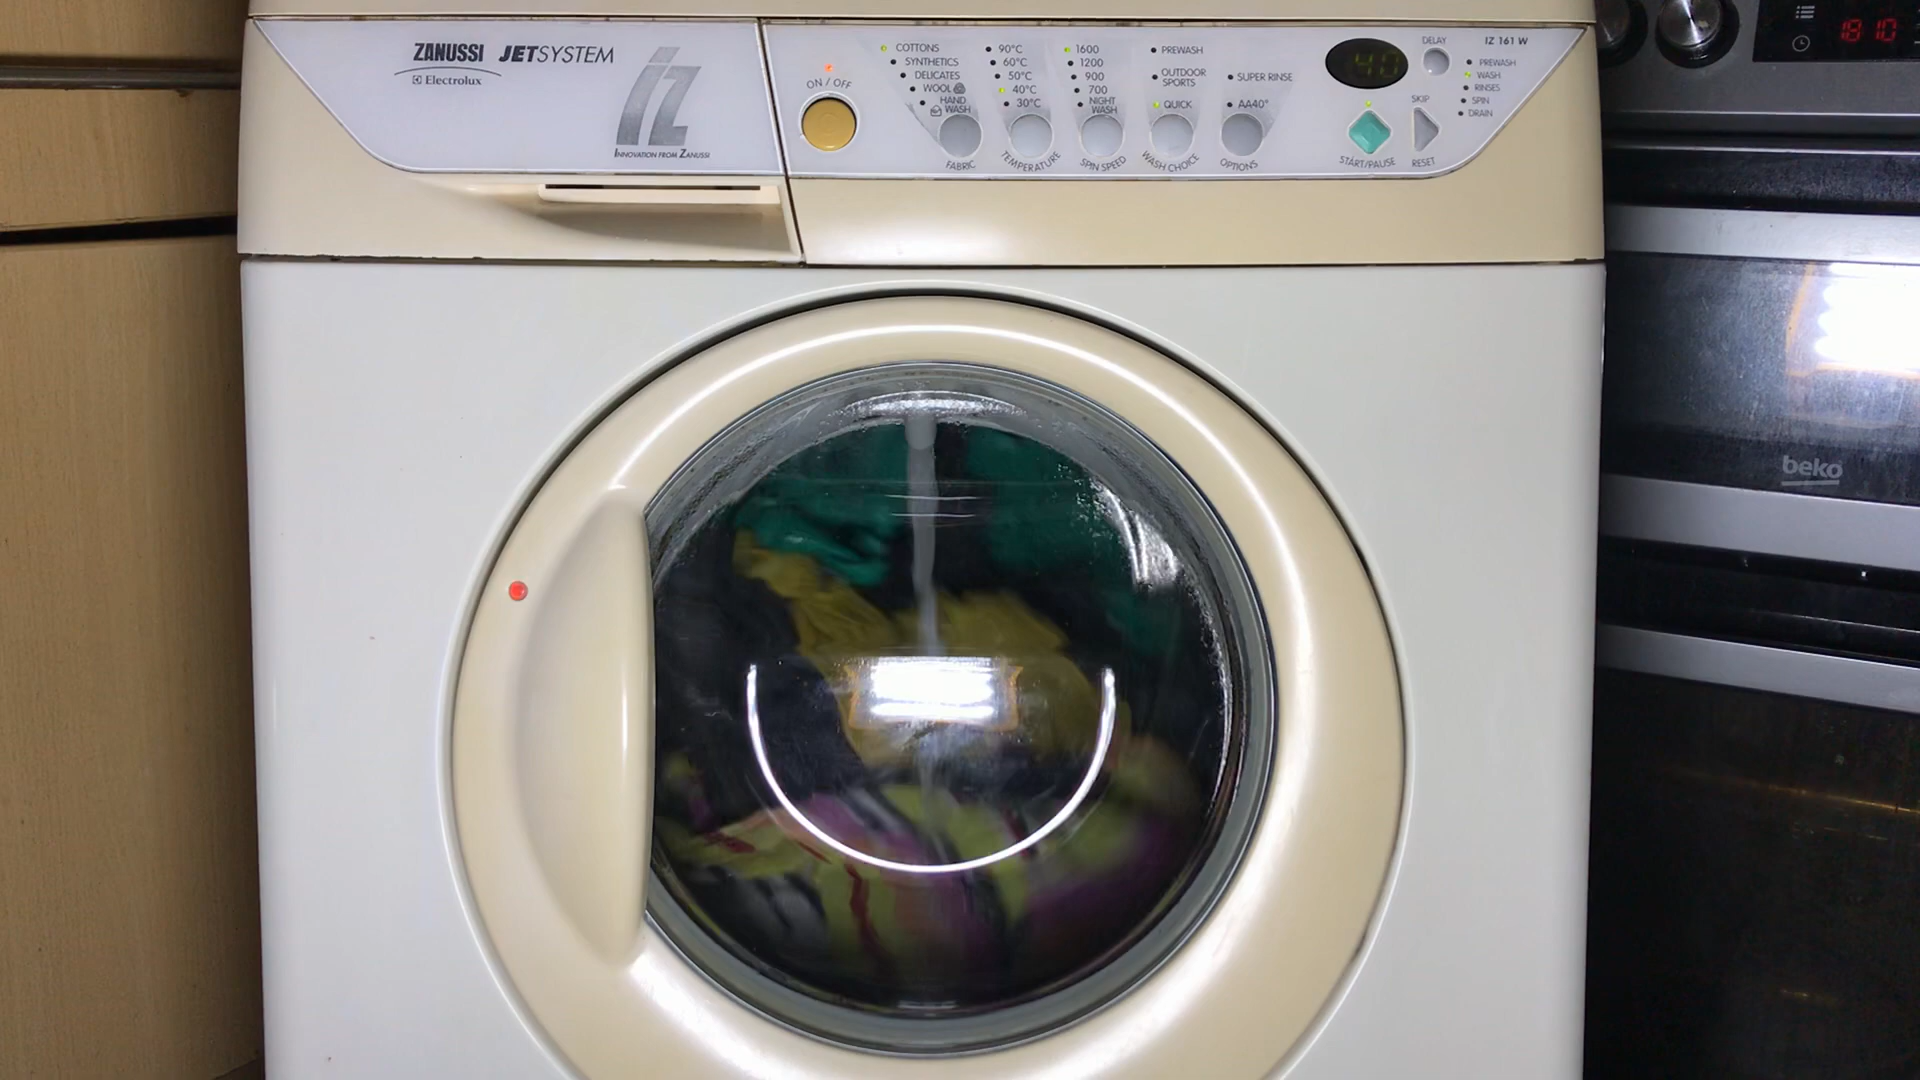 ZANUSSI JETSYSTEM
Electrolux
IZ
INNOVATION FROM ZANUSSI
ON / OFF
COTTONS
SYNTHETICS
DELICATES
WOOL
HAND
WASH
FABRIC
90°C
60°C
50°C
40°C
30°C
TEMPERATURE
1600
1200
900
700
NIGHT
WASH
SPIN SPEED
PREWASH
OUTDOOR
SPORTS
QUICK
WASH CHOICE
SUPER RINSE
AA40°
OPTIONS
40
DELAY
START/PAUSE
SKIP
RESET
IZ 161 W
PREWASH
WASH
RINSES
SPIN
DRAIN
18 10
beko